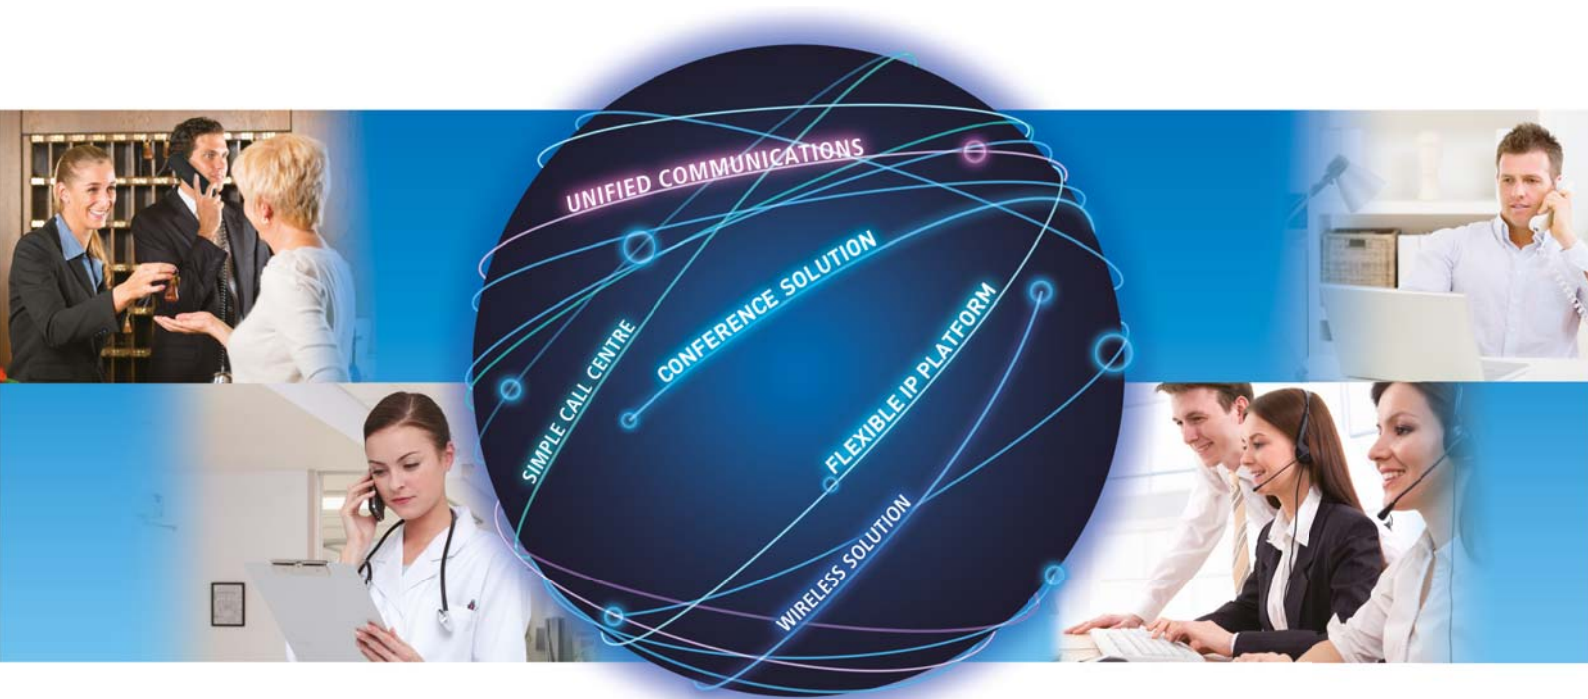 UNIFIED COMMUNICATIONS
CONFERENCE SOLUTION
SIMPLE CALL CENTRE
FLEXIBLE IP PLATFORM
WIRELESS SOLUTION